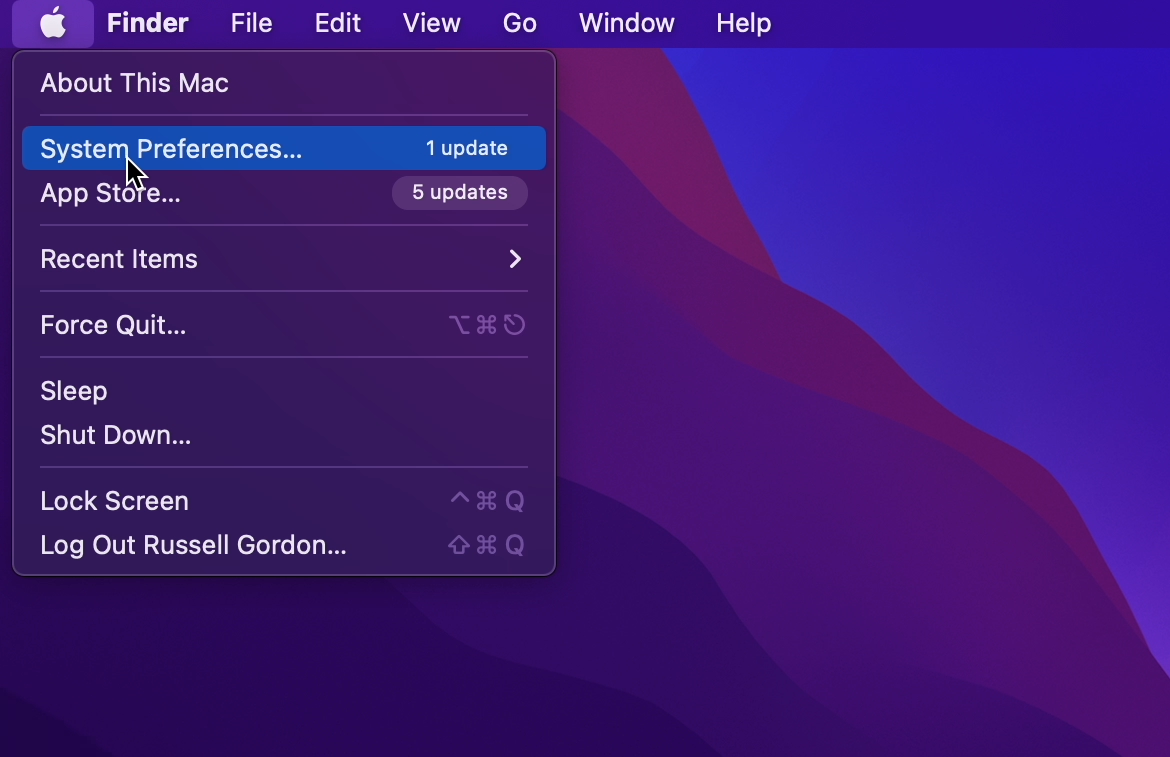 Finder File Edit View Go Window Help
About This Mac
System Preferences... 1 update
App Store... 5 updates
Recent Items
Force Quit... ⌥⌘⎋
Sleep
Shut Down...
Lock Screen ^⌘Q
Log Out Russell Gordon... ⇧⌘Q